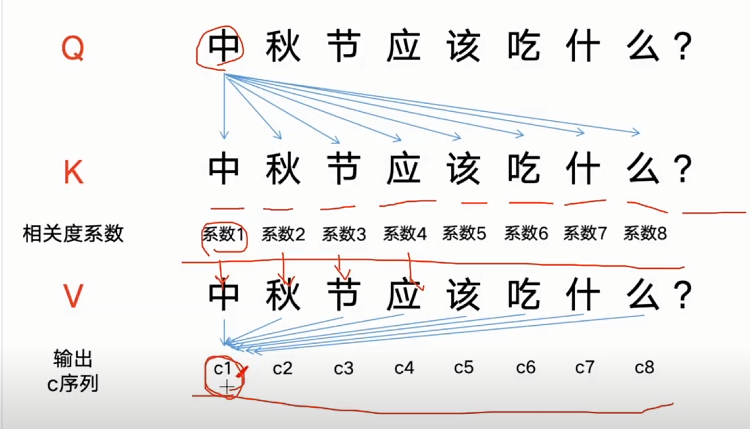 Q 中秋节应该吃什么?
K 中秋节应该吃什么?
相关度系数 系数1 系数2 系数3 系数4 系数5 系数6 系数7 系数8
V 中秋节应该吃什么?
输出
c序列 c1 c2 c3 c4 c5 c6 c7 c8